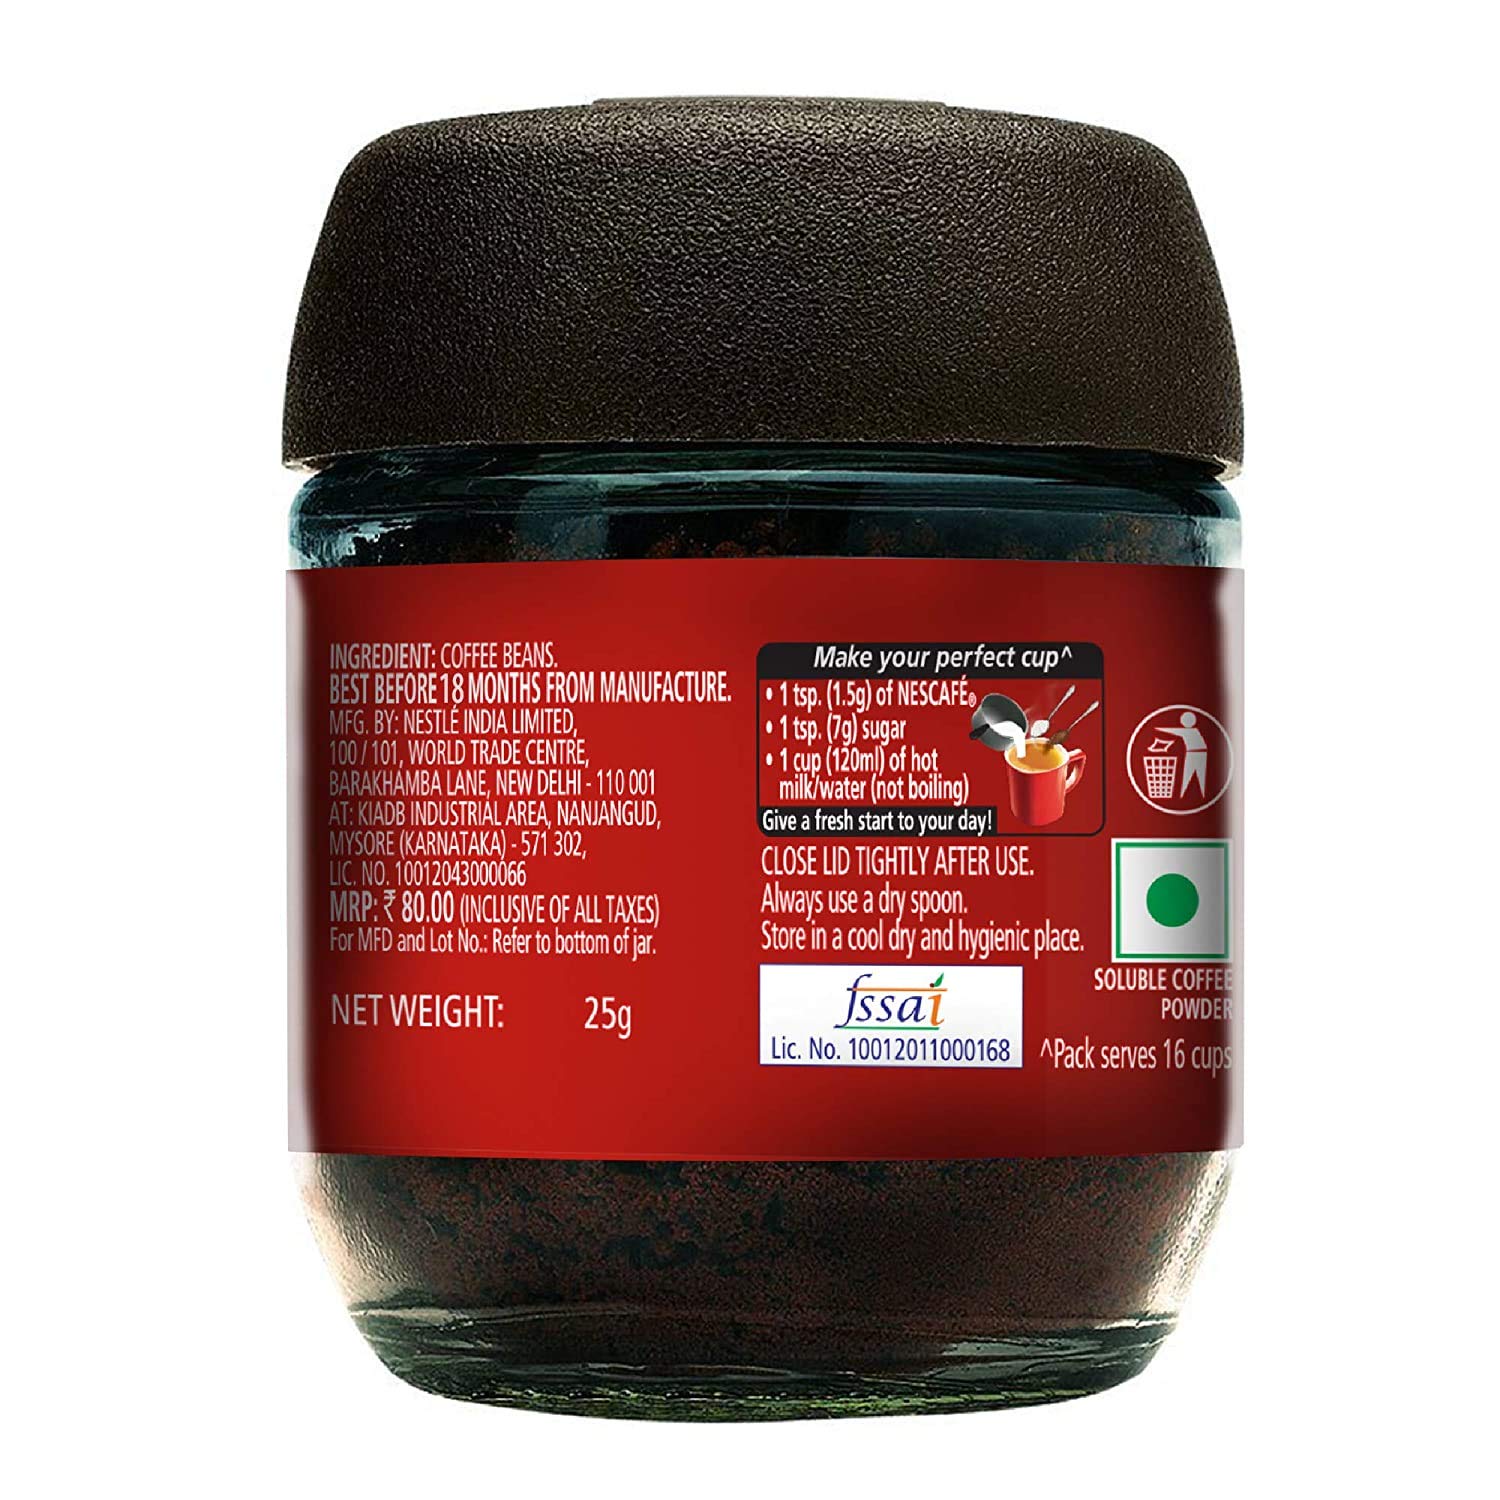 INGREDIENT: COFFEE BEANS.
BEST BEFORE 18 MONTHS FROM MANUFACTURE.
MFG. BY: NESTLÉ INDIA LIMITED,
100 / 101, WORLD TRADE CENTRE,
BARAKHAMBA LANE, NEW DELHI - 110 001
AT: KIADB INDUSTRIAL AREA, NANJANGUD,
MYSORE (KARNATAKA) - 571 302,
LIC. NO. 10012043000066
MRP: ₹ 80.00 (INCLUSIVE OF ALL TAXES)
For MFD and Lot No.: Refer to bottom of jar.
NET WEIGHT: 25g
Make your perfect cup^
• 1 tsp. (1.5g) of NESCAFÉ®
• 1 tsp. (7g) sugar
• 1 cup (120ml) of hot
milk/water (not boiling)
Give a fresh start to your day!
CLOSE LID TIGHTLY AFTER USE.
Always use a dry spoon.
Store in a cool dry and hygienic place.
fssai
Lic. No. 10012011000168
SOLUBLE COFFEE
POWDER
^Pack serves 16 cups